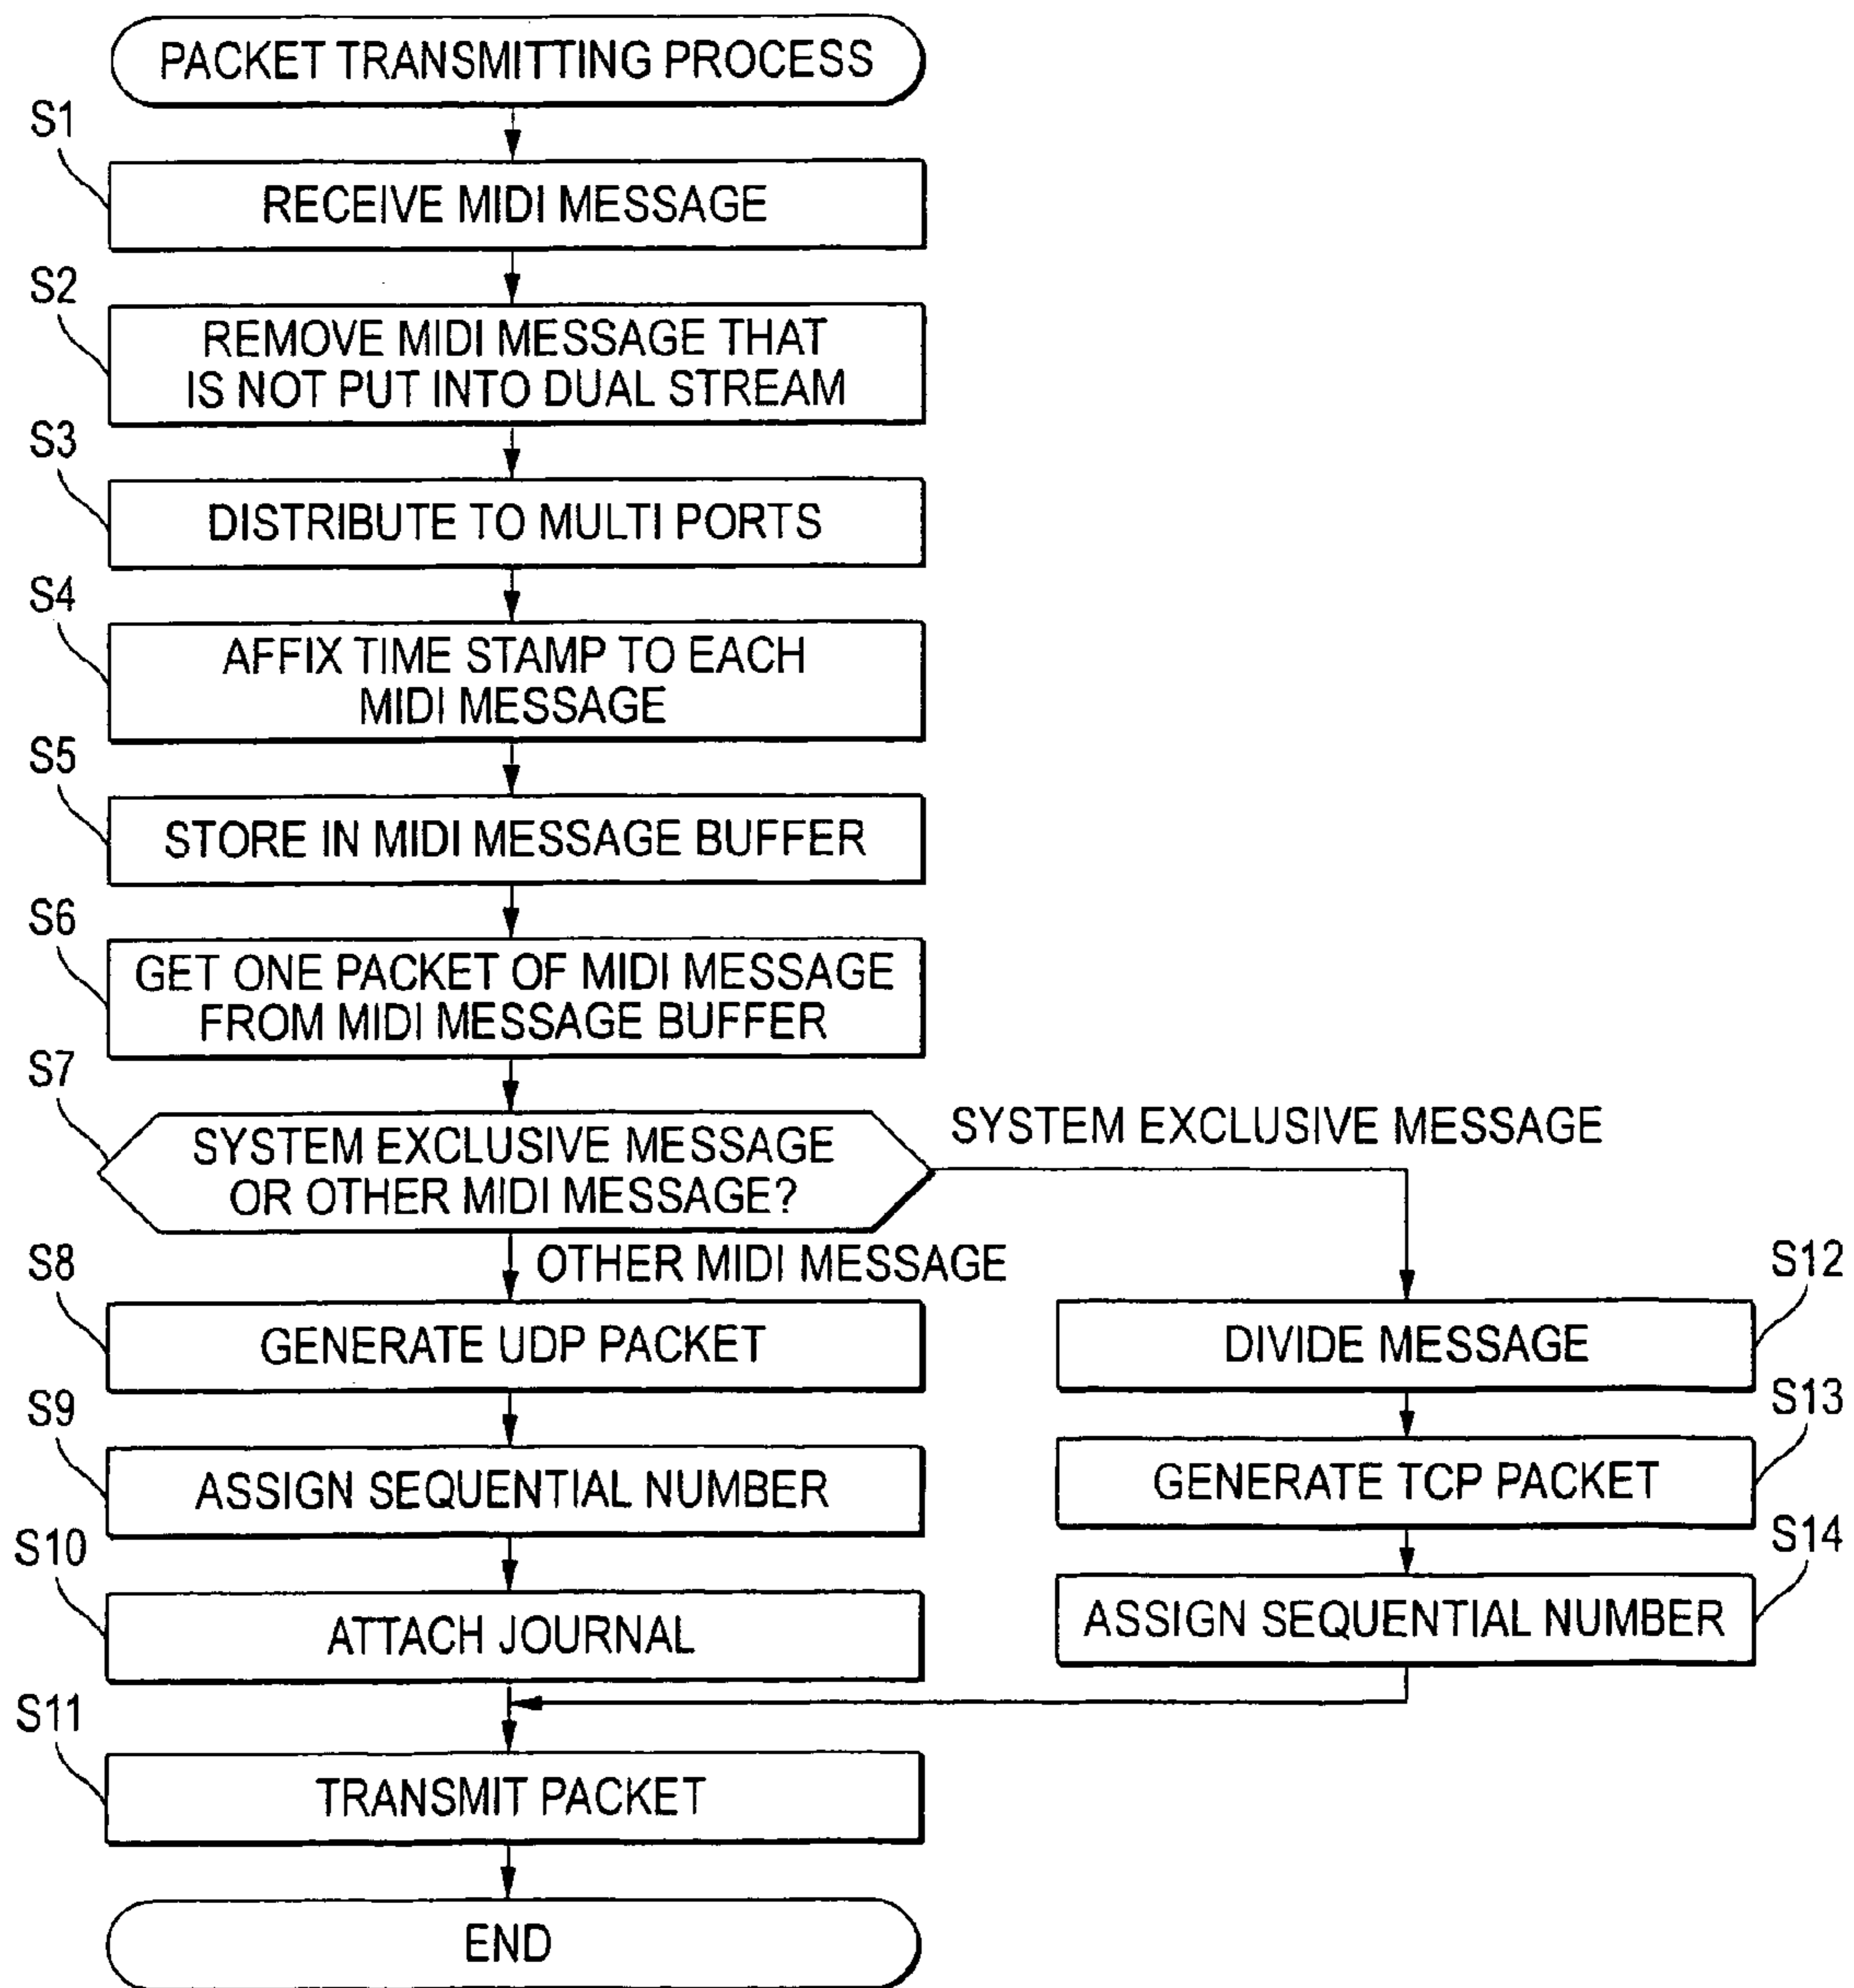 PACKET TRANSMITTING PROCESS
S1
RECEIVE MIDI MESSAGE
S2
REMOVE MIDI MESSAGE THAT
IS NOT PUT INTO DUAL STREAM
S3
DISTRIBUTE TO MULTI PORTS
S4
AFFIX TIME STAMP TO EACH
MIDI MESSAGE
S5
STORE IN MIDI MESSAGE BUFFER
S6
GET ONE PACKET OF MIDI MESSAGE
FROM MIDI MESSAGE BUFFER
S7
SYSTEM EXCLUSIVE MESSAGE
OR OTHER MIDI MESSAGE?
SYSTEM EXCLUSIVE MESSAGE
OTHER MIDI MESSAGE
S8
GENERATE UDP PACKET
S9
ASSIGN SEQUENTIAL NUMBER
S10
ATTACH JOURNAL
S12
DIVIDE MESSAGE
S13
GENERATE TCP PACKET
S14
ASSIGN SEQUENTIAL NUMBER
S11
TRANSMIT PACKET
END